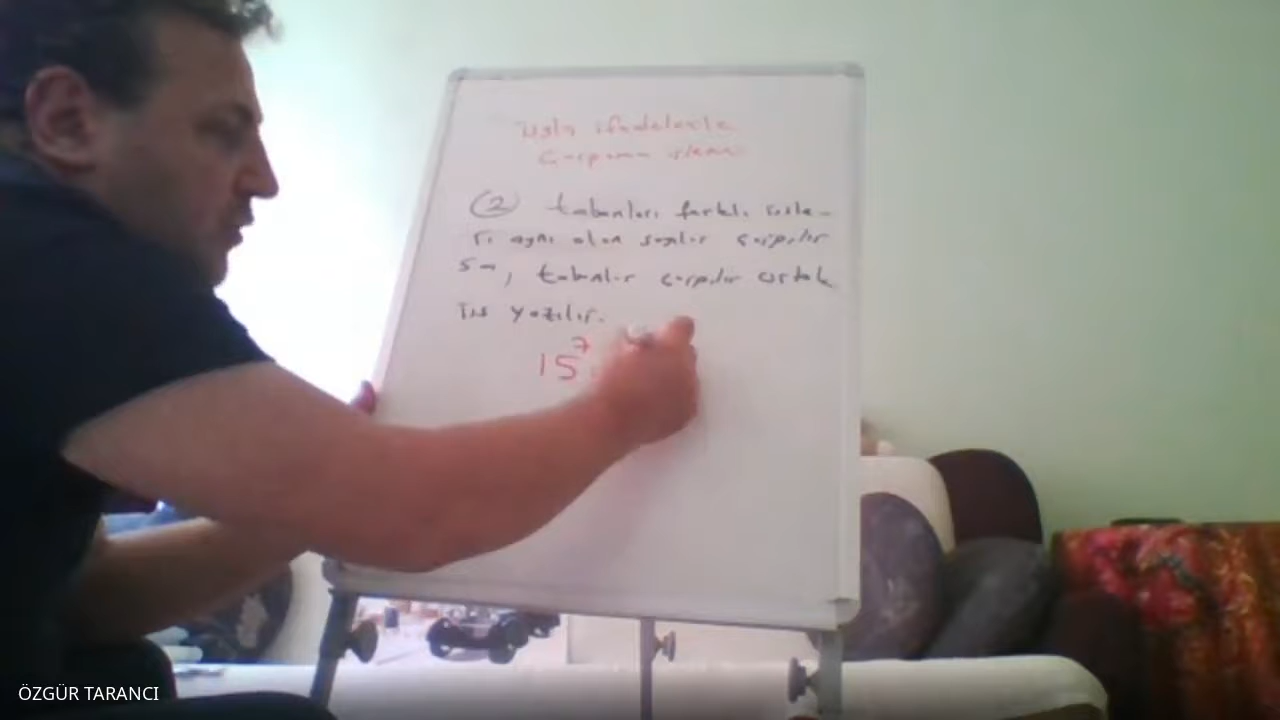 Üslü ifadelerle
Çarpma işlemi
(2) tabanları farklı üsle-
ri aynı olan sayılar çarpılır
sa, tabanlar çarpılır ortak
üs yazılır.
15⁷
ÖZGÜR TARANCI